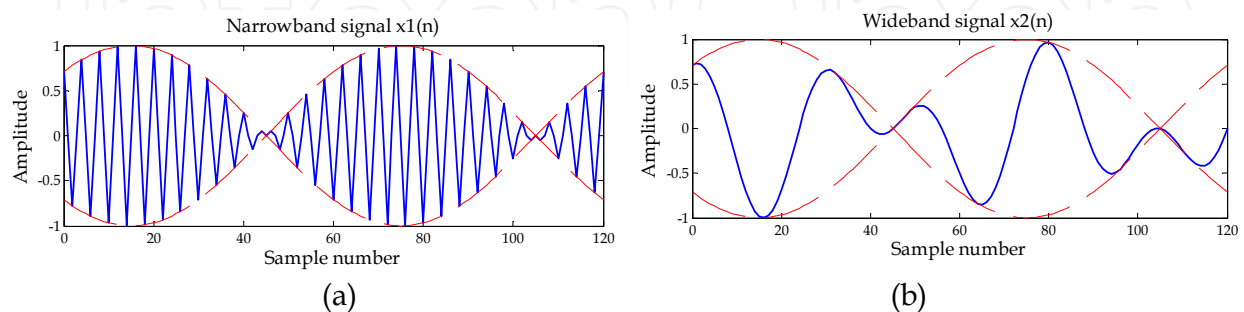 Narrowband signal x1(n)
Amplitude
1
0.5
0
-0.5
-1
0 20 40 60 80 100 120
Sample number
(a)
Wideband signal x2(n)
Amplitude
1
0.5
0
-0.5
-1
0 20 40 60 80 100 120
Sample number
(b)